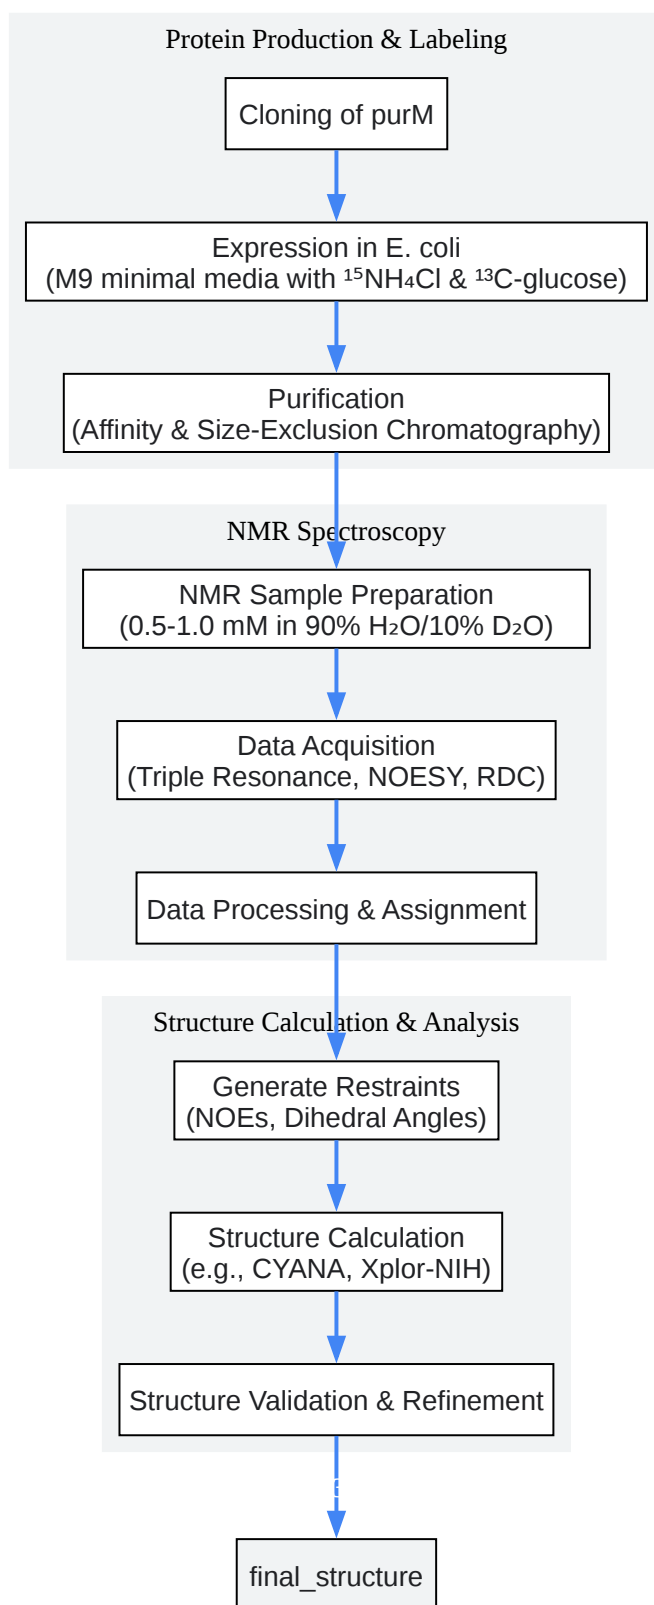 Protein Production & Labeling
Cloning of purM
Expression in E. coli
(M9 minimal media with ¹⁵NH₄Cl & ¹³C-glucose)
Purification
(Affinity & Size-Exclusion Chromatography)
NMR Spectroscopy
NMR Sample Preparation
(0.5-1.0 mM in 90% H₂O/10% D₂O)
Data Acquisition
(Triple Resonance, NOESY, RDC)
Data Processing & Assignment
Structure Calculation & Analysis
Generate Restraints
(NOEs, Dihedral Angles)
Structure Calculation
(e.g., CYANA, Xplor-NIH)
Structure Validation & Refinement
final_structure